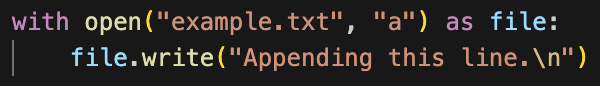 with open("example.txt", "a") as file:
    file.write("Appending this line.\n")